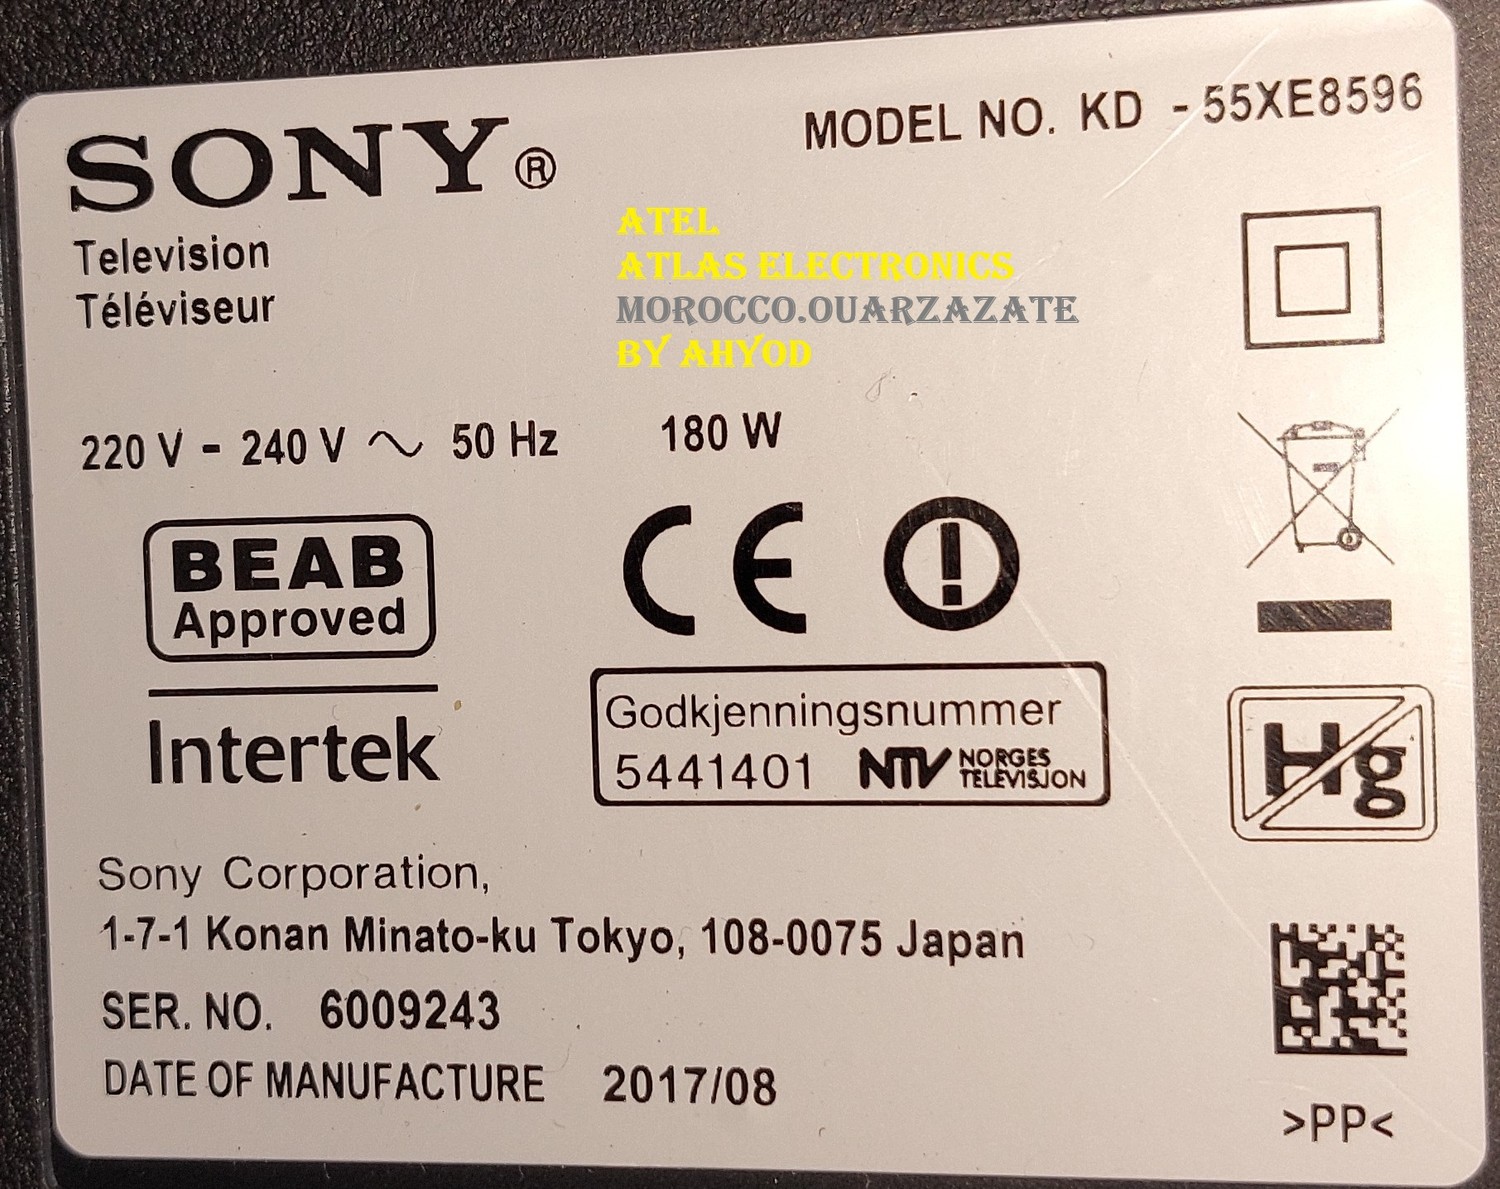 SONY®
MODEL NO. KD - 55XE8596
Television
Téléviseur
ATEL
ATLAS ELECTRONICS
MOROCCO.OUARZAZATE
BY AHYOD
220 V - 240 V ~ 50 Hz 180 W
BEAB
Approved
Intertek
CE
Godkjenningsnummer
5441401 NTV NORGES
TELEVISJON
Hg
Sony Corporation,
1-7-1 Konan Minato-ku Tokyo, 108-0075 Japan
SER. NO. 6009243
DATE OF MANUFACTURE 2017/08
>PP<